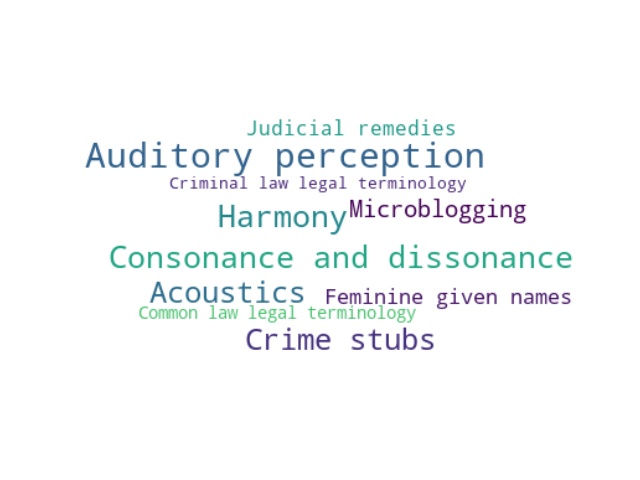 Judicial remedies
Auditory perception
Criminal law legal terminology
Harmony
Microblogging
Consonance and dissonance
Acoustics
Feminine given names
Common law legal terminology
Crime stubs